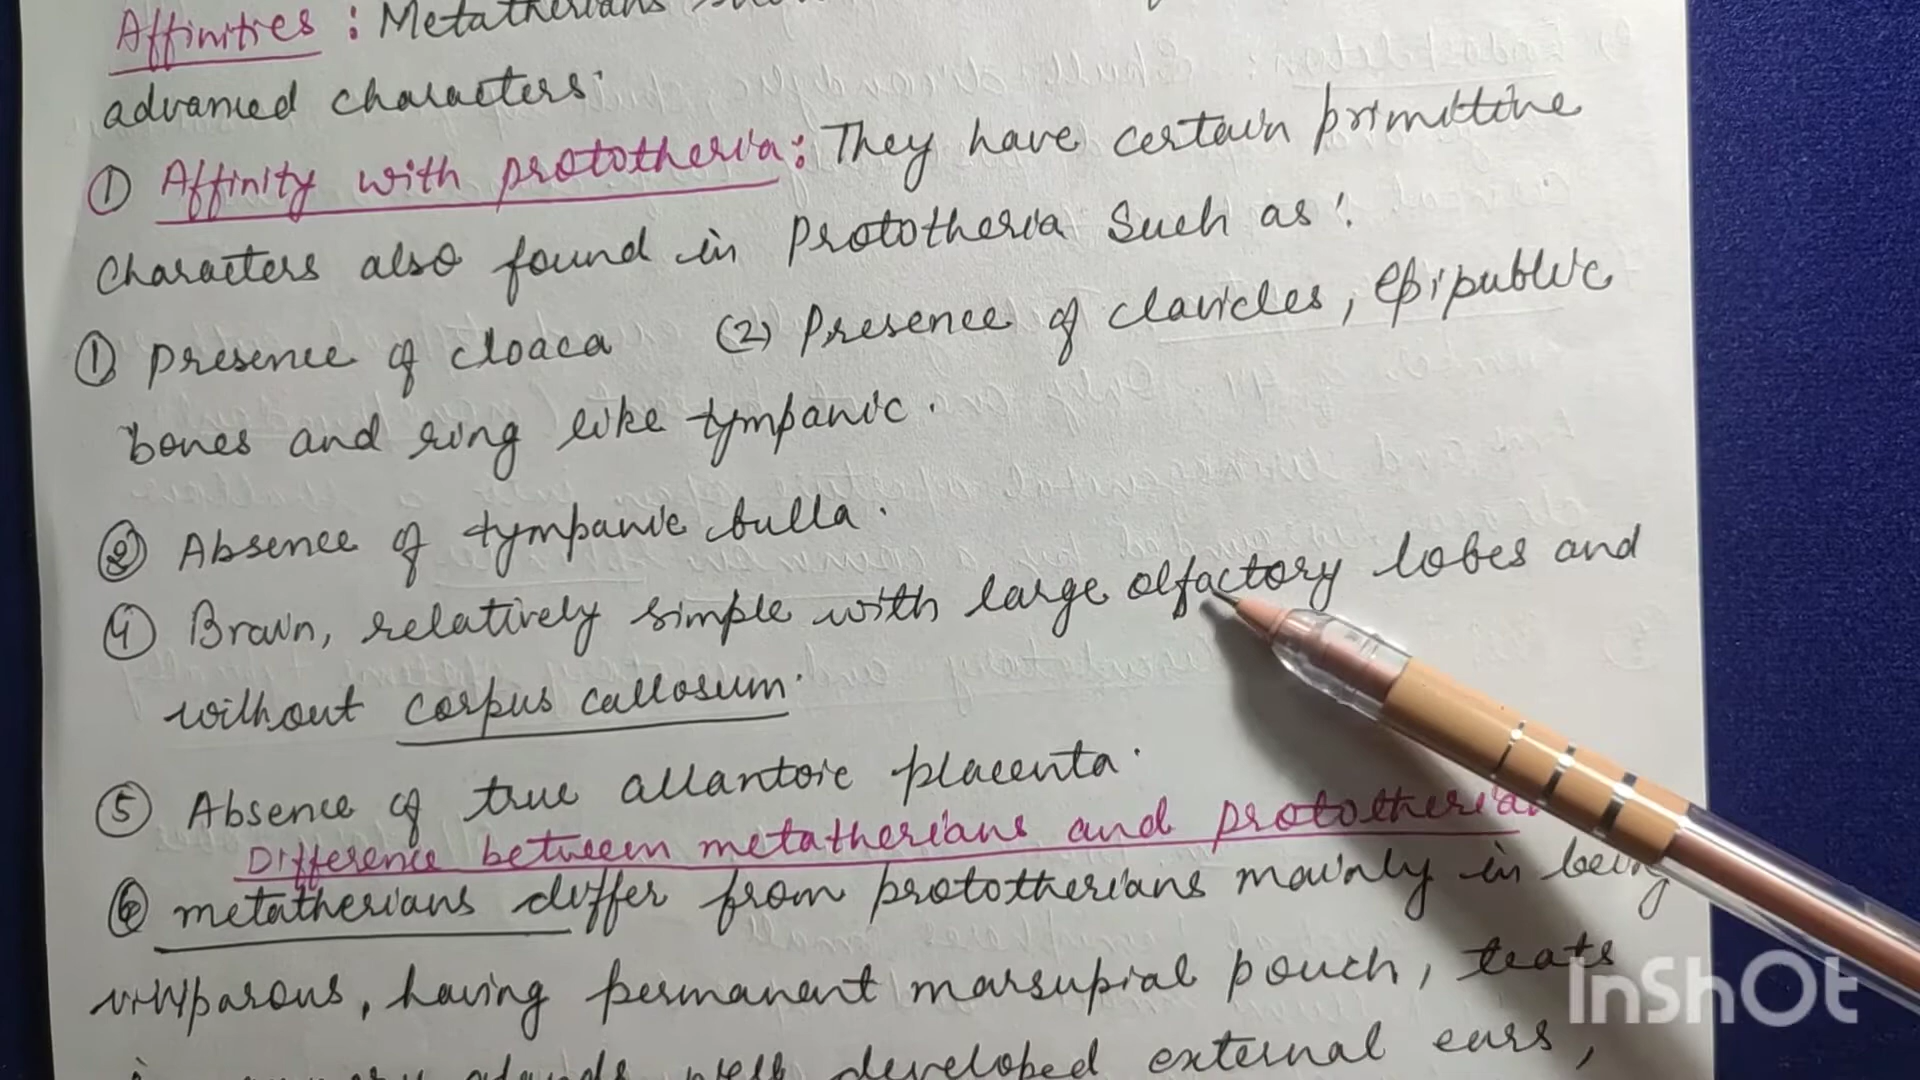 Affinities : Metatherians
advanced characters.
① Affinity with prototheria : They have certain primitive
characters also found in Prototheria Such as :
① presence of cloaca (2) Presence of clavicles, epipublic
bones and ring like tympanic.
③ Absence of tympanic bulla.
④ Brain, relatively simple with large olfactory lobes and
without corpus callosum.
⑤ Absence of true allantoic placenta.
Difference between metatherians and prototherian
⑥ metatherians differ from prototherians mainly in being
viviparous, having permanent marsupial pouch, teats
glands, well developed external ears,
InShOt